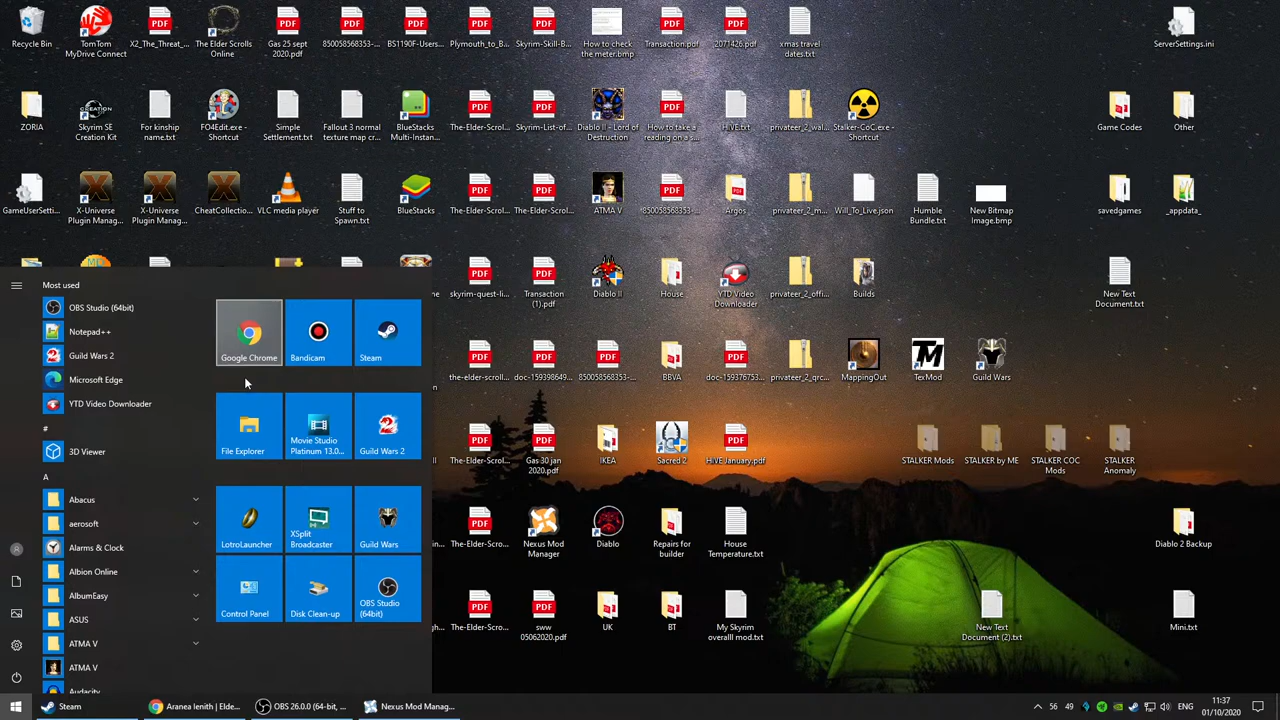 Recycle Bin
TomTom
MyDrive Connect
X2_The_Threat_...
The Elder Scrolls
Online
Gas 25 sept
2020.pdf
850058568353-...
BS1190F-Users...
Plymouth_to_B...
Skyrim-Skill-B...
How to check
the meter.bmp
Transaction.pdf
2071426.pdf
xmas travel
dates.txt
ServerSettings.ini
ZORIA
CREATION
Skyrim SE
Creation Kit
For kinship
name.txt
FO4Edit.exe -
Shortcut
Simple
Settlement.txt
Fallout 3 normal
texture map cr...
BlueStacks
Multi-Instan...
The-Elder-Scrol...
Skyrim-List-of...
Diablo II - Lord of
Destruction
How to take a
reading on a s...
HIVE.txt
privateer_2_wal...
Stalker-CoC.exe -
Shortcut
Free Codes
Other
GameUserSetti...
X-Universe
Plugin Manag...
X-Universe
Plugin Manag...
CheatCollectio...
VLC media player
Stuff to
Spawn.txt
BlueStacks
The-Elder-Scrol...
The-Elder-Scrol...
ATMA V
850058568353-...
Argos
privateer_2_m...
Will_To_Live.json
Humble
Bundle.txt
New Bitmap
Image.bmp
savedgames
appdata_
skyrim-quest-li...
Transaction
(1).pdf
Diablo II
House
YTD Video
Downloader
privateer_2_offi...
Builds
New Text
Document.txt
Most used
OBS Studio (64bit)
Notepad++
Guild Wars 2
Microsoft Edge
YTD Video Downloader
#
3D Viewer
A
Abacus
aerosoft
Alarms & Clock
Albion Online
AlbumEasy
ASUS
ATMA V
ATMA V
Audacity
Google Chrome
Bandicam
Steam
File Explorer
Movie Studio
Platinum 13.0...
Guild Wars 2
LotroLauncher
XSplit
Broadcaster
Guild Wars
Control Panel
Disk Clean-up
OBS Studio
(64bit)
the-elder-scroll...
doc-159398649...
850058568353-...
BBVA
doc-159376753...
privateer_2_qrc...
MappingOut
TexMod
Guild Wars
The-Elder-Scrol...
Gas 30 jan
2020.pdf
IKEA
Sacred 2
HiVE January.pdf
STALKER Mods
STALKER by ME
STALKER COC
Mods
STALKER
Anomaly
The-Elder-Scrol...
Nexus Mod
Manager
Diablo
Repairs for
builder
House
Temperature.txt
Diablo 2 Backup
The-Elder-Scro...
sww
05062020.pdf
UK
BT
My Skyrim
overalll mod.txt
New Text
Document (2).txt
Mini.txt
Steam
Aranea Ienith | Elde...
OBS 26.0.0 (64-bit, ...
Nexus Mod Manag...
56
49
ENG
11:37
01/10/2020